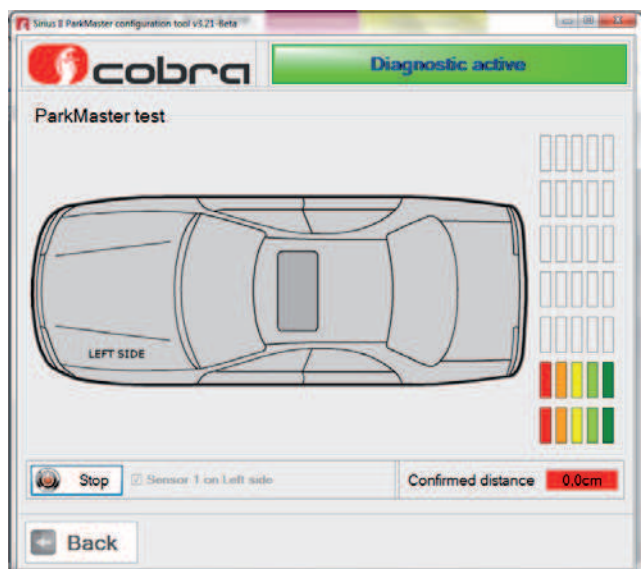 Sirius II ParkMaster configuration tool v3.21-Beta
cobra
Diagnostic active
ParkMaster test
LEFT SIDE
Stop
Sensor 1 on Left side
Confirmed distance
0,0cm
Back